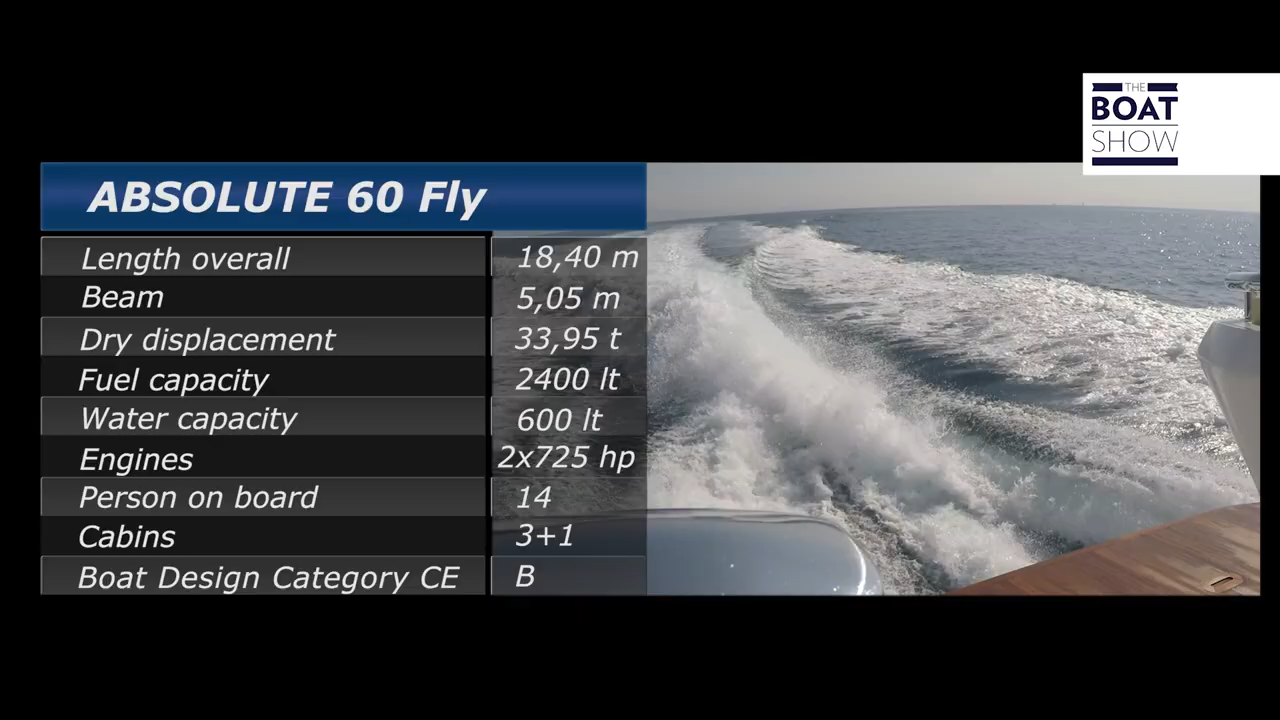 THE
BOAT
SHOW
ABSOLUTE 60 Fly
Length overall 18,40 m
Beam 5,05 m
Dry displacement 33,95 t
Fuel capacity 2400 lt
Water capacity 600 lt
Engines 2x725 hp
Person on board 14
Cabins 3+1
Boat Design Category CE B